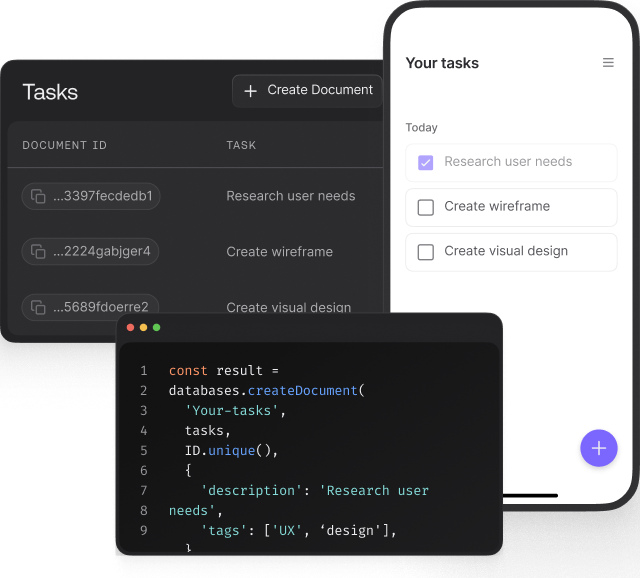 Tasks
Create Document
DOCUMENT ID TASK
...3397fecdedb1 Research user needs
...2224gabjger4 Create wireframe
...5689fdoerre2 Create visual design
Your tasks
Today
Research user needs
Create wireframe
Create visual design
1 const result =
2 databases.createDocument(
3 'Your-tasks',
4 tasks,
5 ID.unique(),
6 {
7 'description': 'Research user
8 needs',
9 'tags': ['UX', ‘design'],
}